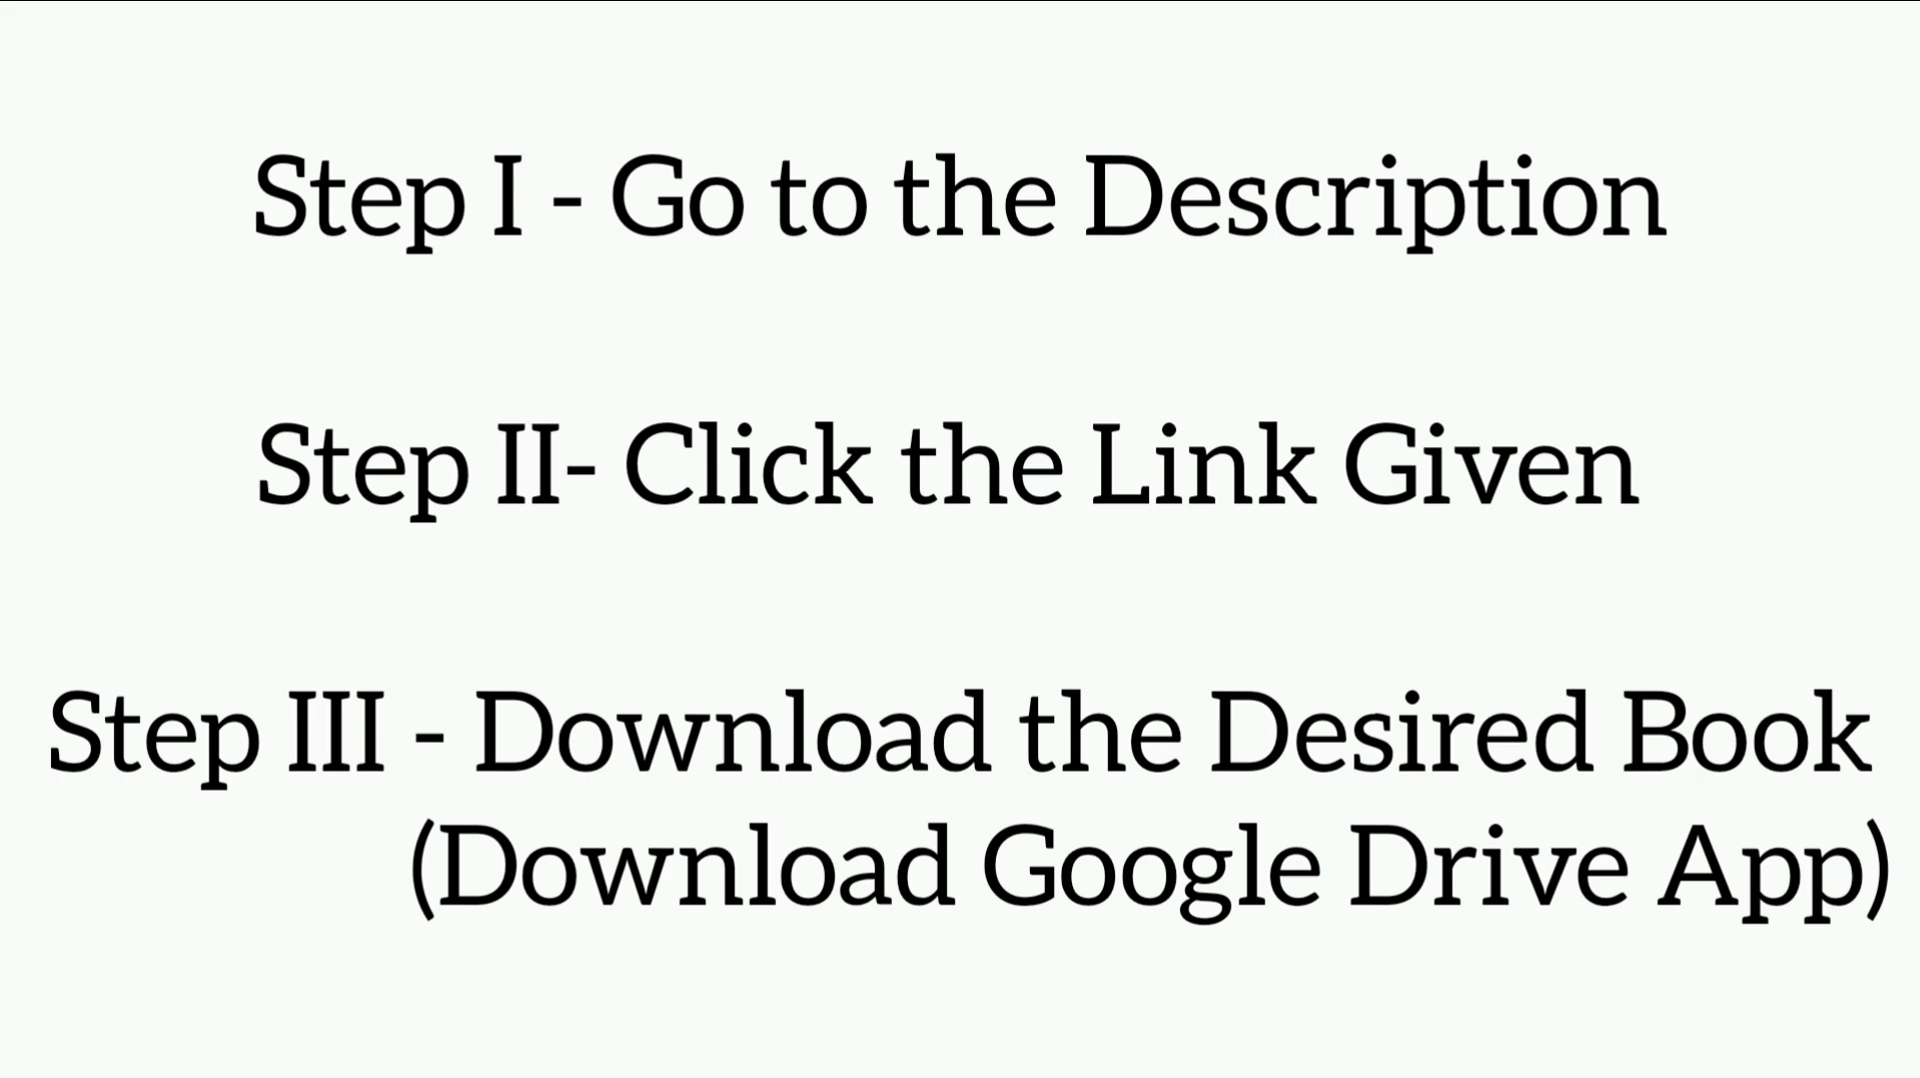 Step I - Go to the Description
Step II- Click the Link Given
Step III - Download the Desired Book
(Download Google Drive App)